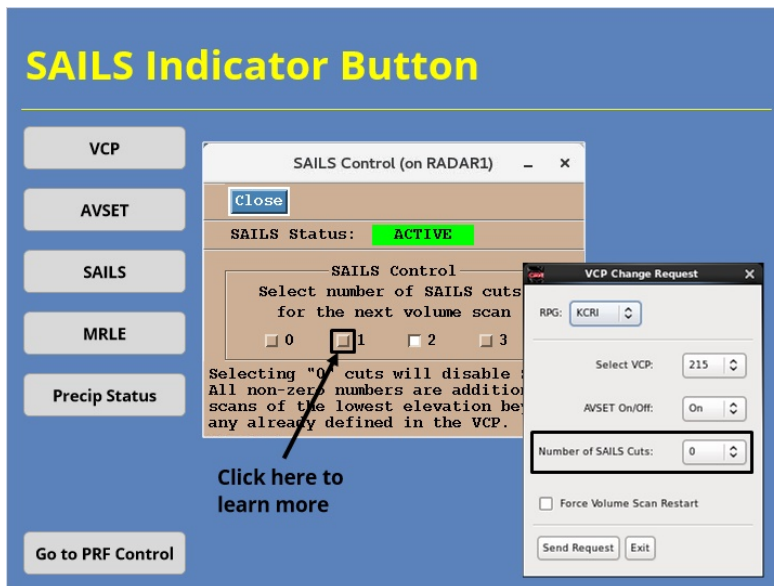 SAILS Indicator Button
VCP
AVSET
SAILS
MRLE
Precip Status
Go to PRF Control
SAILS Control (on RADAR1)
Close
SAILS Status: ACTIVE
SAILS Control
Select number of SAILS cuts
for the next volume scan
0 1 2 3
Selecting "0" cuts will disable
All non-zero numbers are additio
scans of the lowest elevation be
any already defined in the VCP.
Click here to
learn more
VCP Change Request
RPG: KCRI
Select VCP: 215
AVSET On/Off: On
Number of SAILS Cuts: 0
Force Volume Scan Restart
Send Request Exit